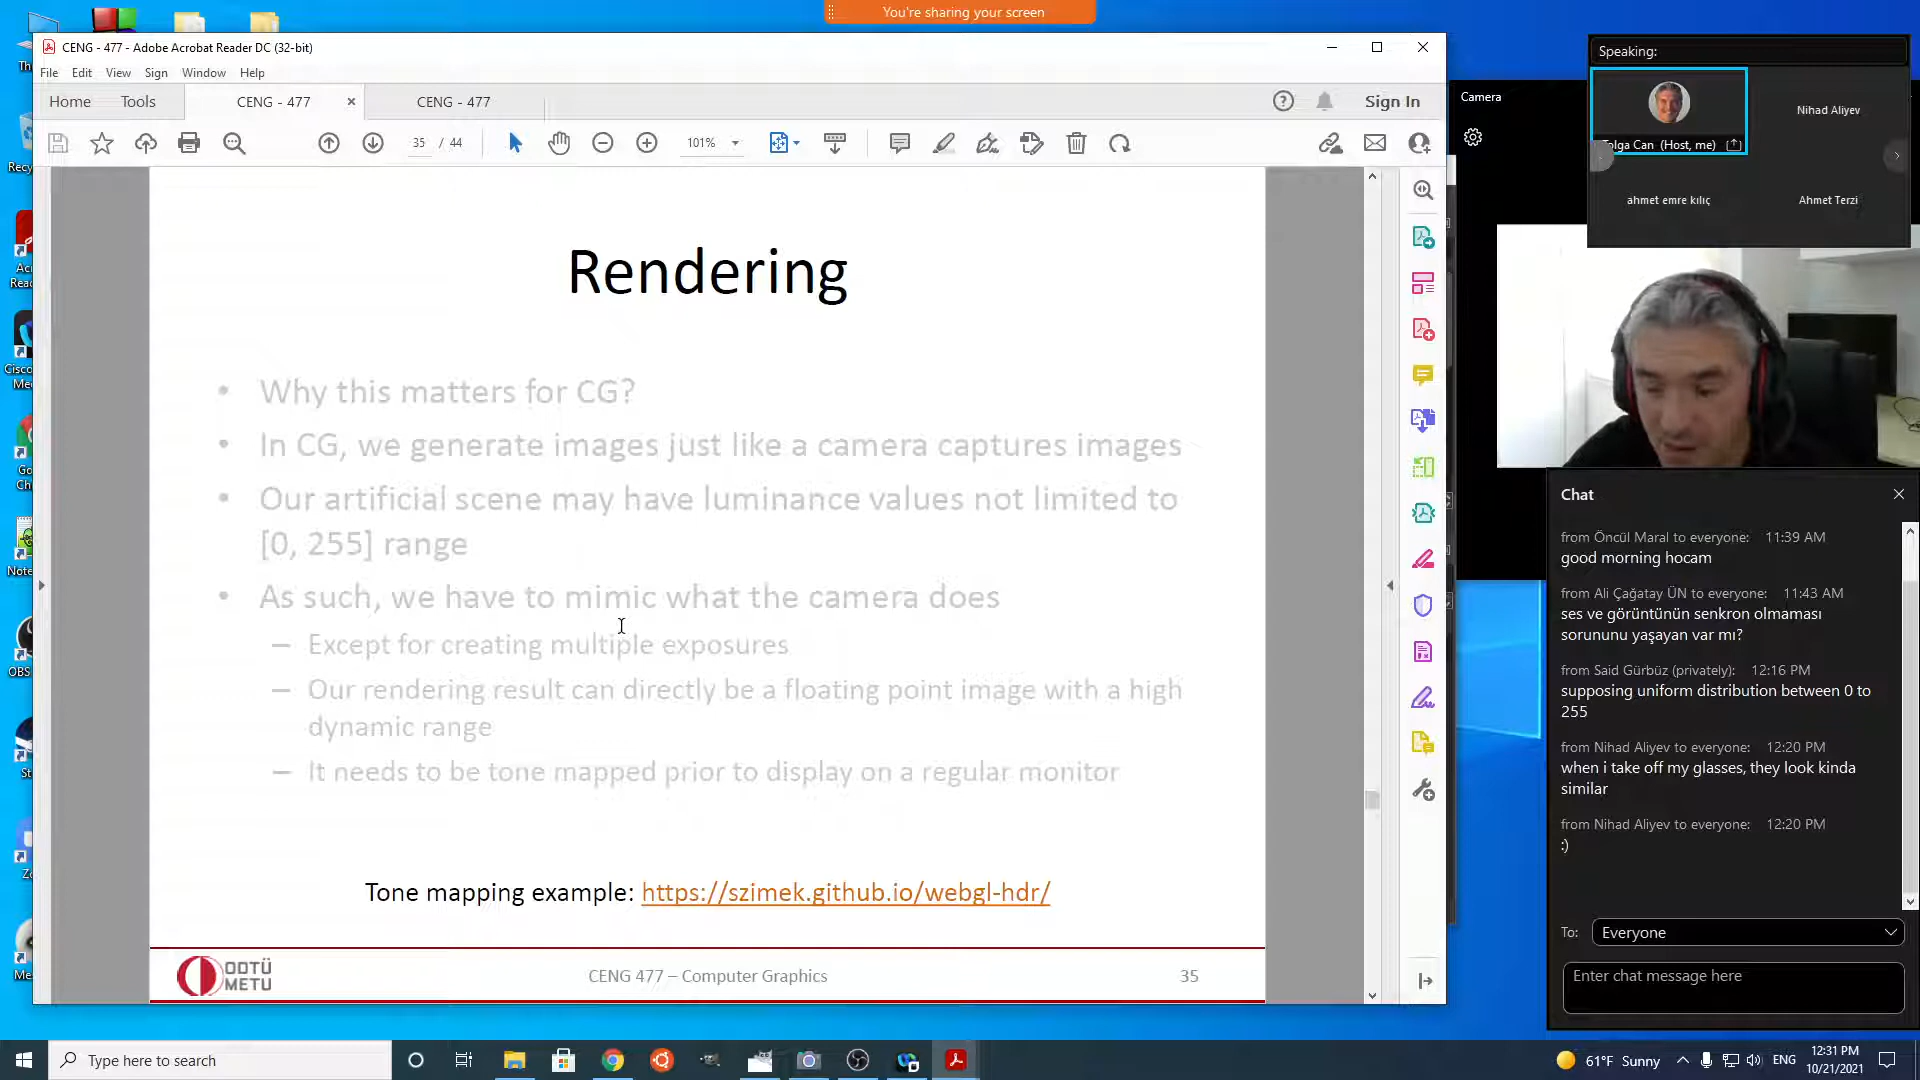 You're sharing your screen
CENG - 477 - Adobe Acrobat Reader DC (32-bit)
File Edit View Sign Window Help
Home Tools CENG - 477 CENG - 477 Sign In
35 / 44 101%
Rendering
• Why this matters for CG?
• In CG, we generate images just like a camera captures images
• Our artificial scene may have luminance values not limited to
[0, 255] range
• As such, we have to mimic what the camera does
– Except for creating multiple exposures
– Our rendering result can directly be a floating point image with a high
dynamic range
– It needs to be tone mapped prior to display on a regular monitor
Tone mapping example: https://szimek.github.io/webgl-hdr/
ODTÜ
METU
CENG 477 – Computer Graphics
35
Camera
Speaking:
Tolga Can (Host, me)
Nihad Aliyev
ahmet emre kılıç
Ahmet Terzi
Chat
from Öncül Maral to everyone: 11:39 AM
good morning hocam
from Ali Çağatay ÜN to everyone: 11:43 AM
ses ve görüntünün senkron olmaması
sorununu yaşayan var mı?
from Said Gürbüz (privately): 12:16 PM
supposing uniform distribution between 0 to
255
from Nihad Aliyev to everyone: 12:20 PM
when i take off my glasses, they look kinda
similar
from Nihad Aliyev to everyone: 12:20 PM
:)
To: Everyone
Enter chat message here
Type here to search
61°F Sunny
ENG
12:31 PM
10/21/2021